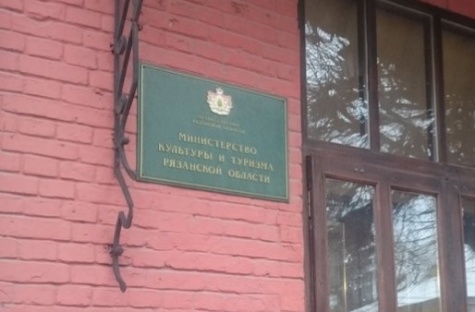 МИНИСТЕРСТВО
КУЛЬТУРЫ И ТУРИЗМА
РЯЗАНСКОЙ ОБЛАСТИ